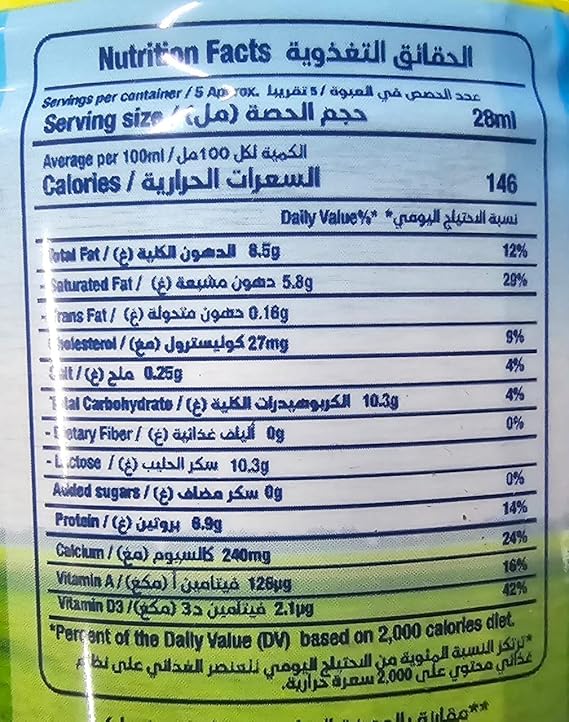 Nutrition Facts الحقائق التغذوية
Servings per container / 5 Aprox. عدد الحصص في العبوة / 5 تقريبا
Serving size / حجم الحصة (مل) 28ml
Average per 100ml / الكمية لكل 100مل
Calories / السعرات الحرارية 146
Daily Value%* *نسبة الاحتياج اليومي%
Total Fat / الدهون الكلية (غ) 8.5g 12%
- Saturated Fat / دهون مشبعة (غ) 5.8g 29%
- Trans Fat / دهون متحولة (غ) 0.16g
Cholesterol / كوليسترول (مغ) 27mg 9%
Salt / ملح (غ) 0.25g 4%
Total Carbohydrate / الكربوهيدرات الكلية (غ) 10.3g 4%
- Dietary Fiber / ألياف غذائية (غ) 0g 0%
- Lactose / سكر الحليب (غ) 10.3g
Added sugars / سكر مضاف (غ) 0g 0%
Protein / بروتين (غ) 6.9g 14%
Calcium / كالسيوم (مغ) 240mg 24%
Vitamin A / فيتامين أ (مكغ) 126µg 16%
Vitamin D3 / فيتامين د3 (مكغ) 2.1µg 42%
*Percent of the Daily Value (DV) based on 2,000 calories diet.
*ترتكز النسبة المئوية من الاحتياج اليومي للعنصر الغذائي على نظام
غذائي محتوي على 2,000 سعرة حرارية.
**مقارنة